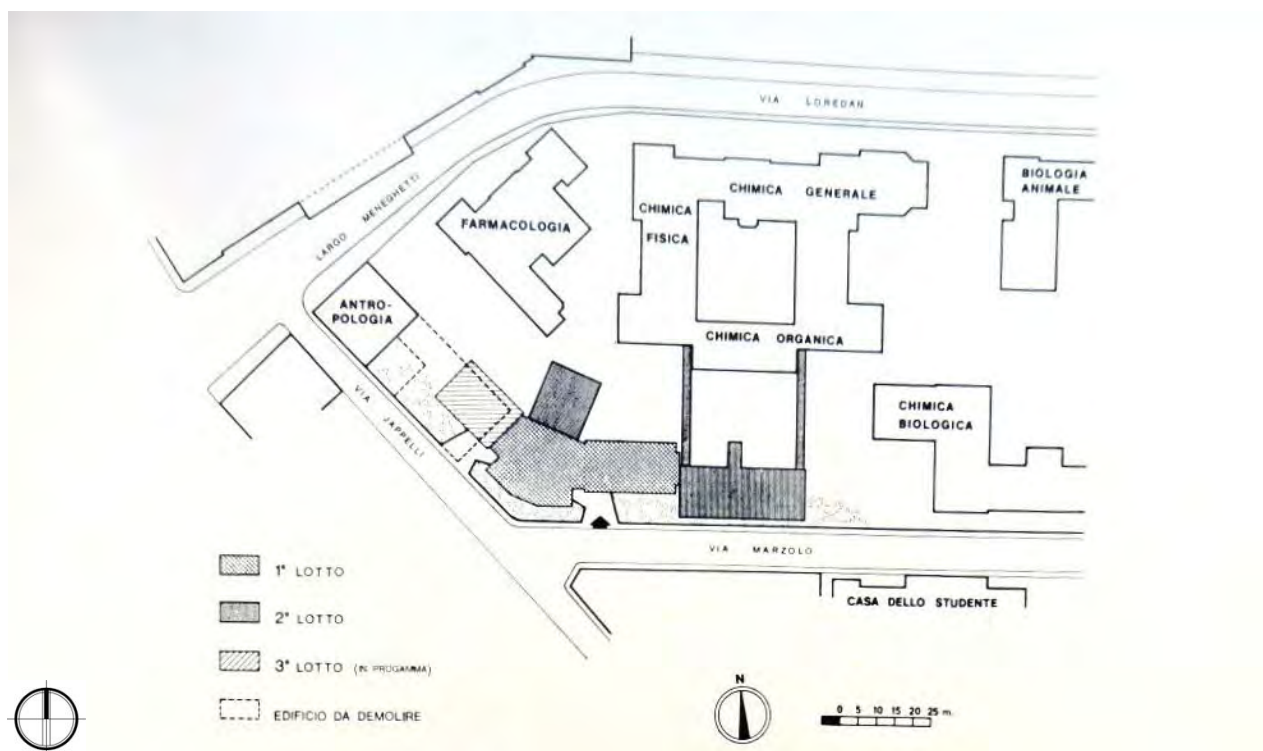 VIA LOREDAN
LARGO MENEGHETTI
FARMACOLOGIA
CHIMICA GENERALE
CHIMICA
FISICA
BIOLOGIA
ANIMALE
ANTRO-
POLOGIA
CHIMICA ORGANICA
VIA JAPPELLI
CHIMICA
BIOLOGICA
VIA MARZOLO
CASA DELLO STUDENTE
1° LOTTO
2° LOTTO
3° LOTTO (IN PROGAMMA)
EDIFICIO DA DEMOLIRE
N
0 5 10 15 20 25 m.